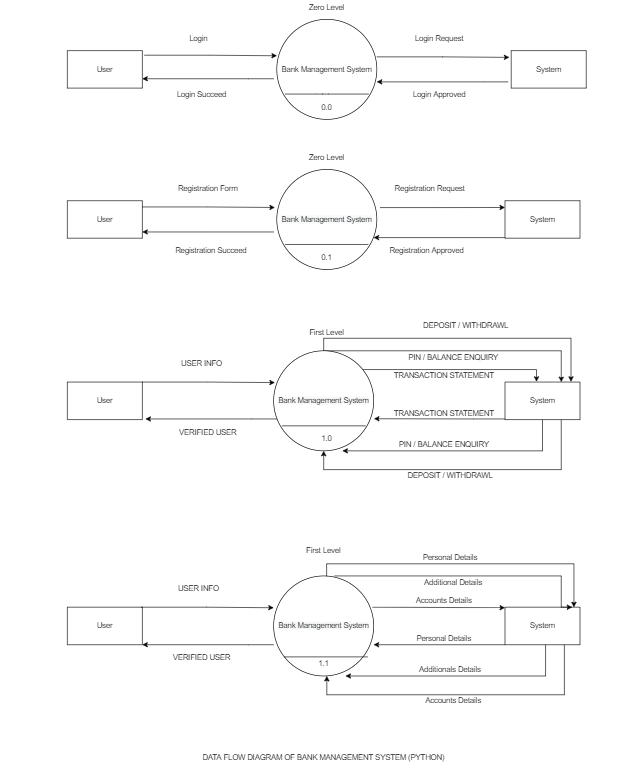 Zero Level
Login
Login Request
User
Bank Management System
System
Login Succeed
Login Approved
0.0
Zero Level
Registration Form
Registration Request
User
Bank Management System
System
Registration Succeed
Registration Approved
0.1
DEPOSIT / WITHDRAWL
First Level
PIN / BALANCE ENQUIRY
USER INFO
TRANSACTION STATEMENT
User
Bank Management System
System
TRANSACTION STATEMENT
VERIFIED USER
1.0
PIN / BALANCE ENQUIRY
DEPOSIT / WITHDRAWL
First Level
Personal Details
Additional Details
USER INFO
Accounts Details
User
Bank Management System
System
Personal Details
VERIFIED USER
1.1
Additionals Details
Accounts Details
DATA FLOW DIAGRAM OF BANK MANAGEMENT SYSTEM (PYTHON)